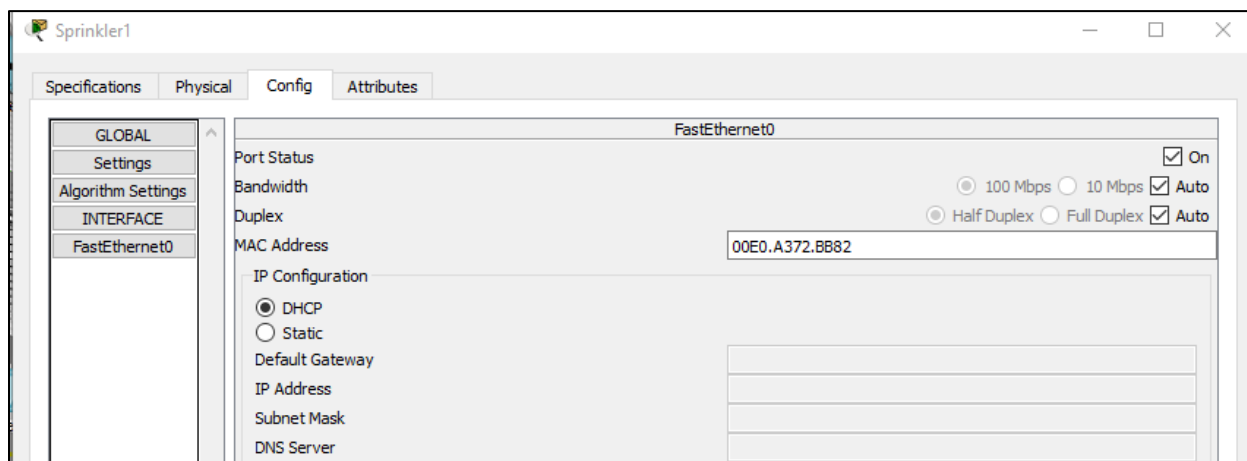 Sprinkler1
Specifications Physical Config Attributes
GLOBAL
Settings
Algorithm Settings
INTERFACE
FastEthernet0
FastEthernet0
Port Status On
Bandwidth 100 Mbps 10 Mbps Auto
Duplex Half Duplex Full Duplex Auto
MAC Address 00E0.A372.BB82
IP Configuration
DHCP
Static
Default Gateway
IP Address
Subnet Mask
DNS Server